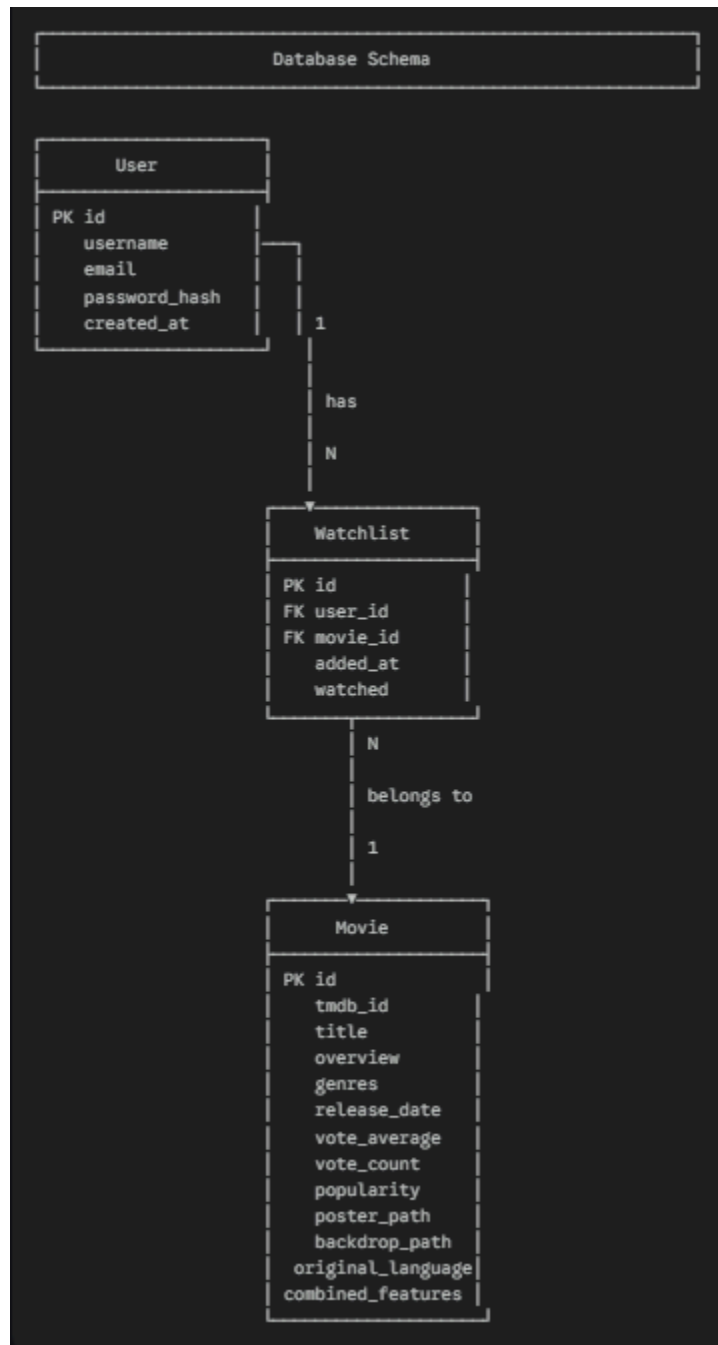 Database Schema
User
PK id
username
email
password_hash
created_at
1
has
N
Watchlist
PK id
FK user_id
FK movie_id
added_at
watched
N
belongs to
1
Movie
PK id
tmdb_id
title
overview
genres
release_date
vote_average
vote_count
popularity
poster_path
backdrop_path
original_language
combined_features